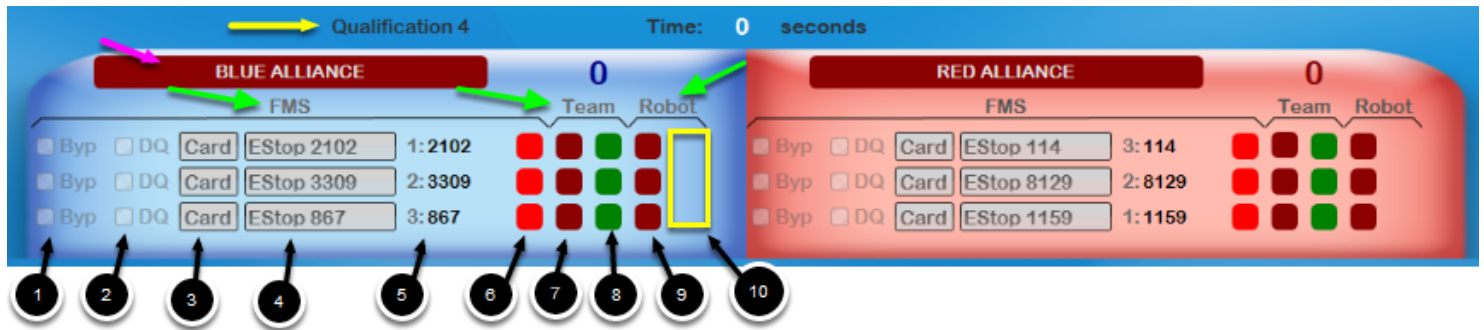 Qualification 4 Time: 0 seconds
BLUE ALLIANCE 0 RED ALLIANCE 0
FMS Team Robot FMS Team Robot
Byp DQ Card EStop 2102 1: 2102 Byp DQ Card EStop 114 3: 114
Byp DQ Card EStop 3309 2: 3309 Byp DQ Card EStop 8129 2: 8129
Byp DQ Card EStop 867 3: 867 Byp DQ Card EStop 1159 1: 1159
1 2 3 4 5 6 7 8 9 10